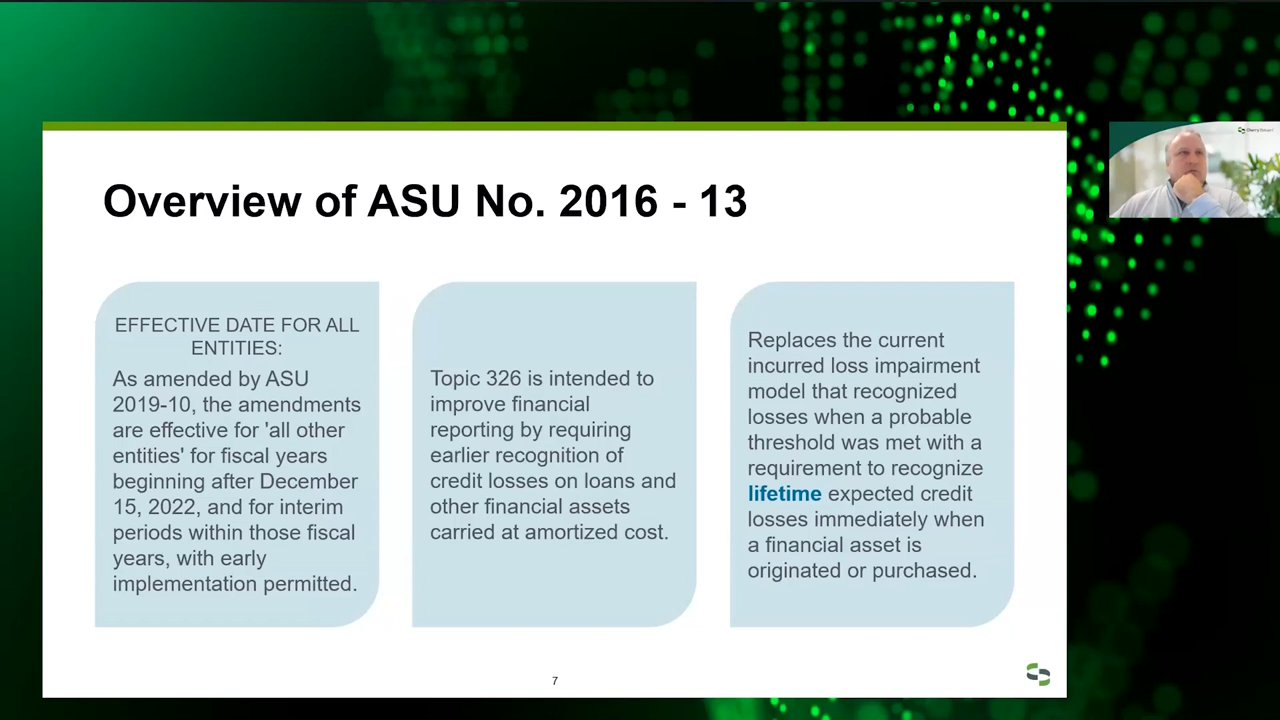 Overview of ASU No. 2016 - 13
EFFECTIVE DATE FOR ALL
ENTITIES:
As amended by ASU
2019-10, the amendments
are effective for 'all other
entities' for fiscal years
beginning after December
15, 2022, and for interim
periods within those fiscal
years, with early
implementation permitted.
Topic 326 is intended to
improve financial
reporting by requiring
earlier recognition of
credit losses on loans and
other financial assets
carried at amortized cost.
Replaces the current
incurred loss impairment
model that recognized
losses when a probable
threshold was met with a
requirement to recognize
lifetime expected credit
losses immediately when
a financial asset is
originated or purchased.
7